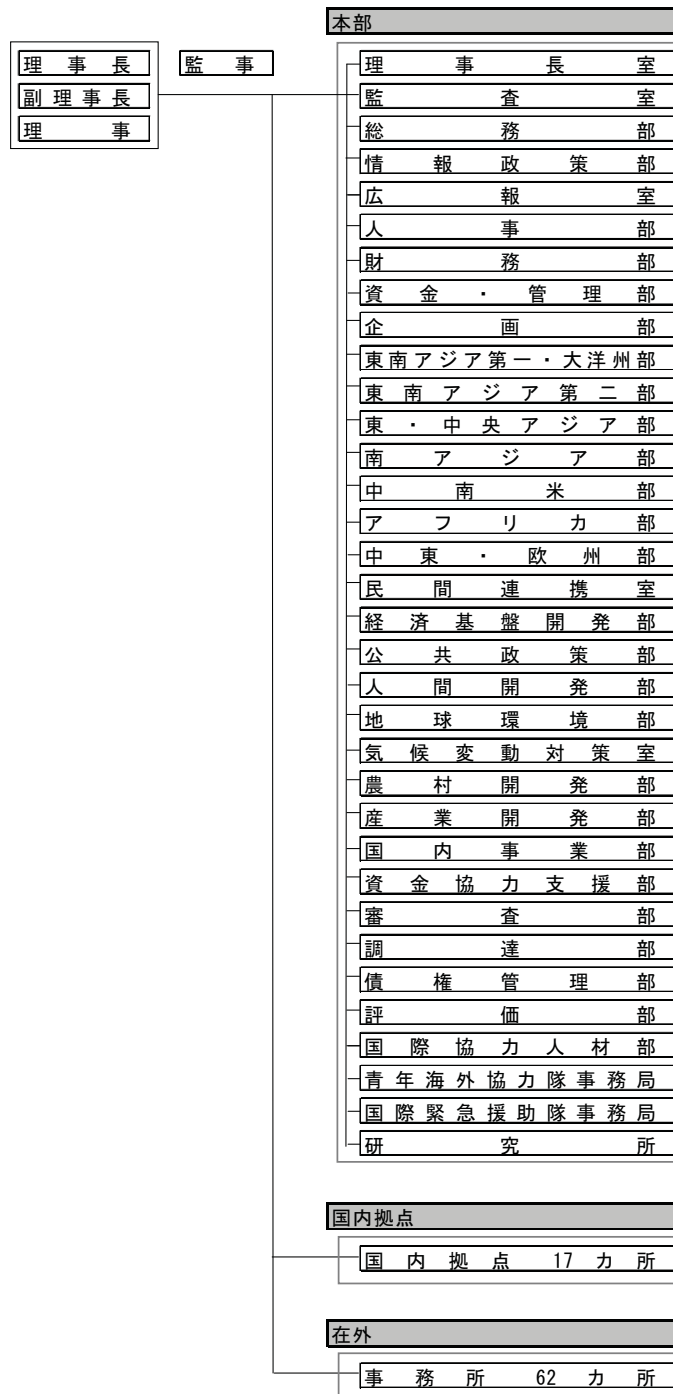 本部
理事長
監事
副理事長
理事
理事長室
監査室
総務部
情報政策部
広報室
人事部
財務部
資金・管理部
企画部
東南アジア第一・大洋州部
東南アジア第二部
東・中央アジア部
南アジア部
中南米部
アフリカ部
中東・欧州部
民間連携室
経済基盤開発部
公共政策部
人間開発部
地球環境部
気候変動対策室
農村開発部
産業開発部
国内事業部
資金協力支援部
審査部
調達部
債権管理部
評価部
国際協力人材部
青年海外協力隊事務局
国際緊急援助隊事務局
研究所
国内拠点
国内拠点 17カ所
在外
事務所 62カ所